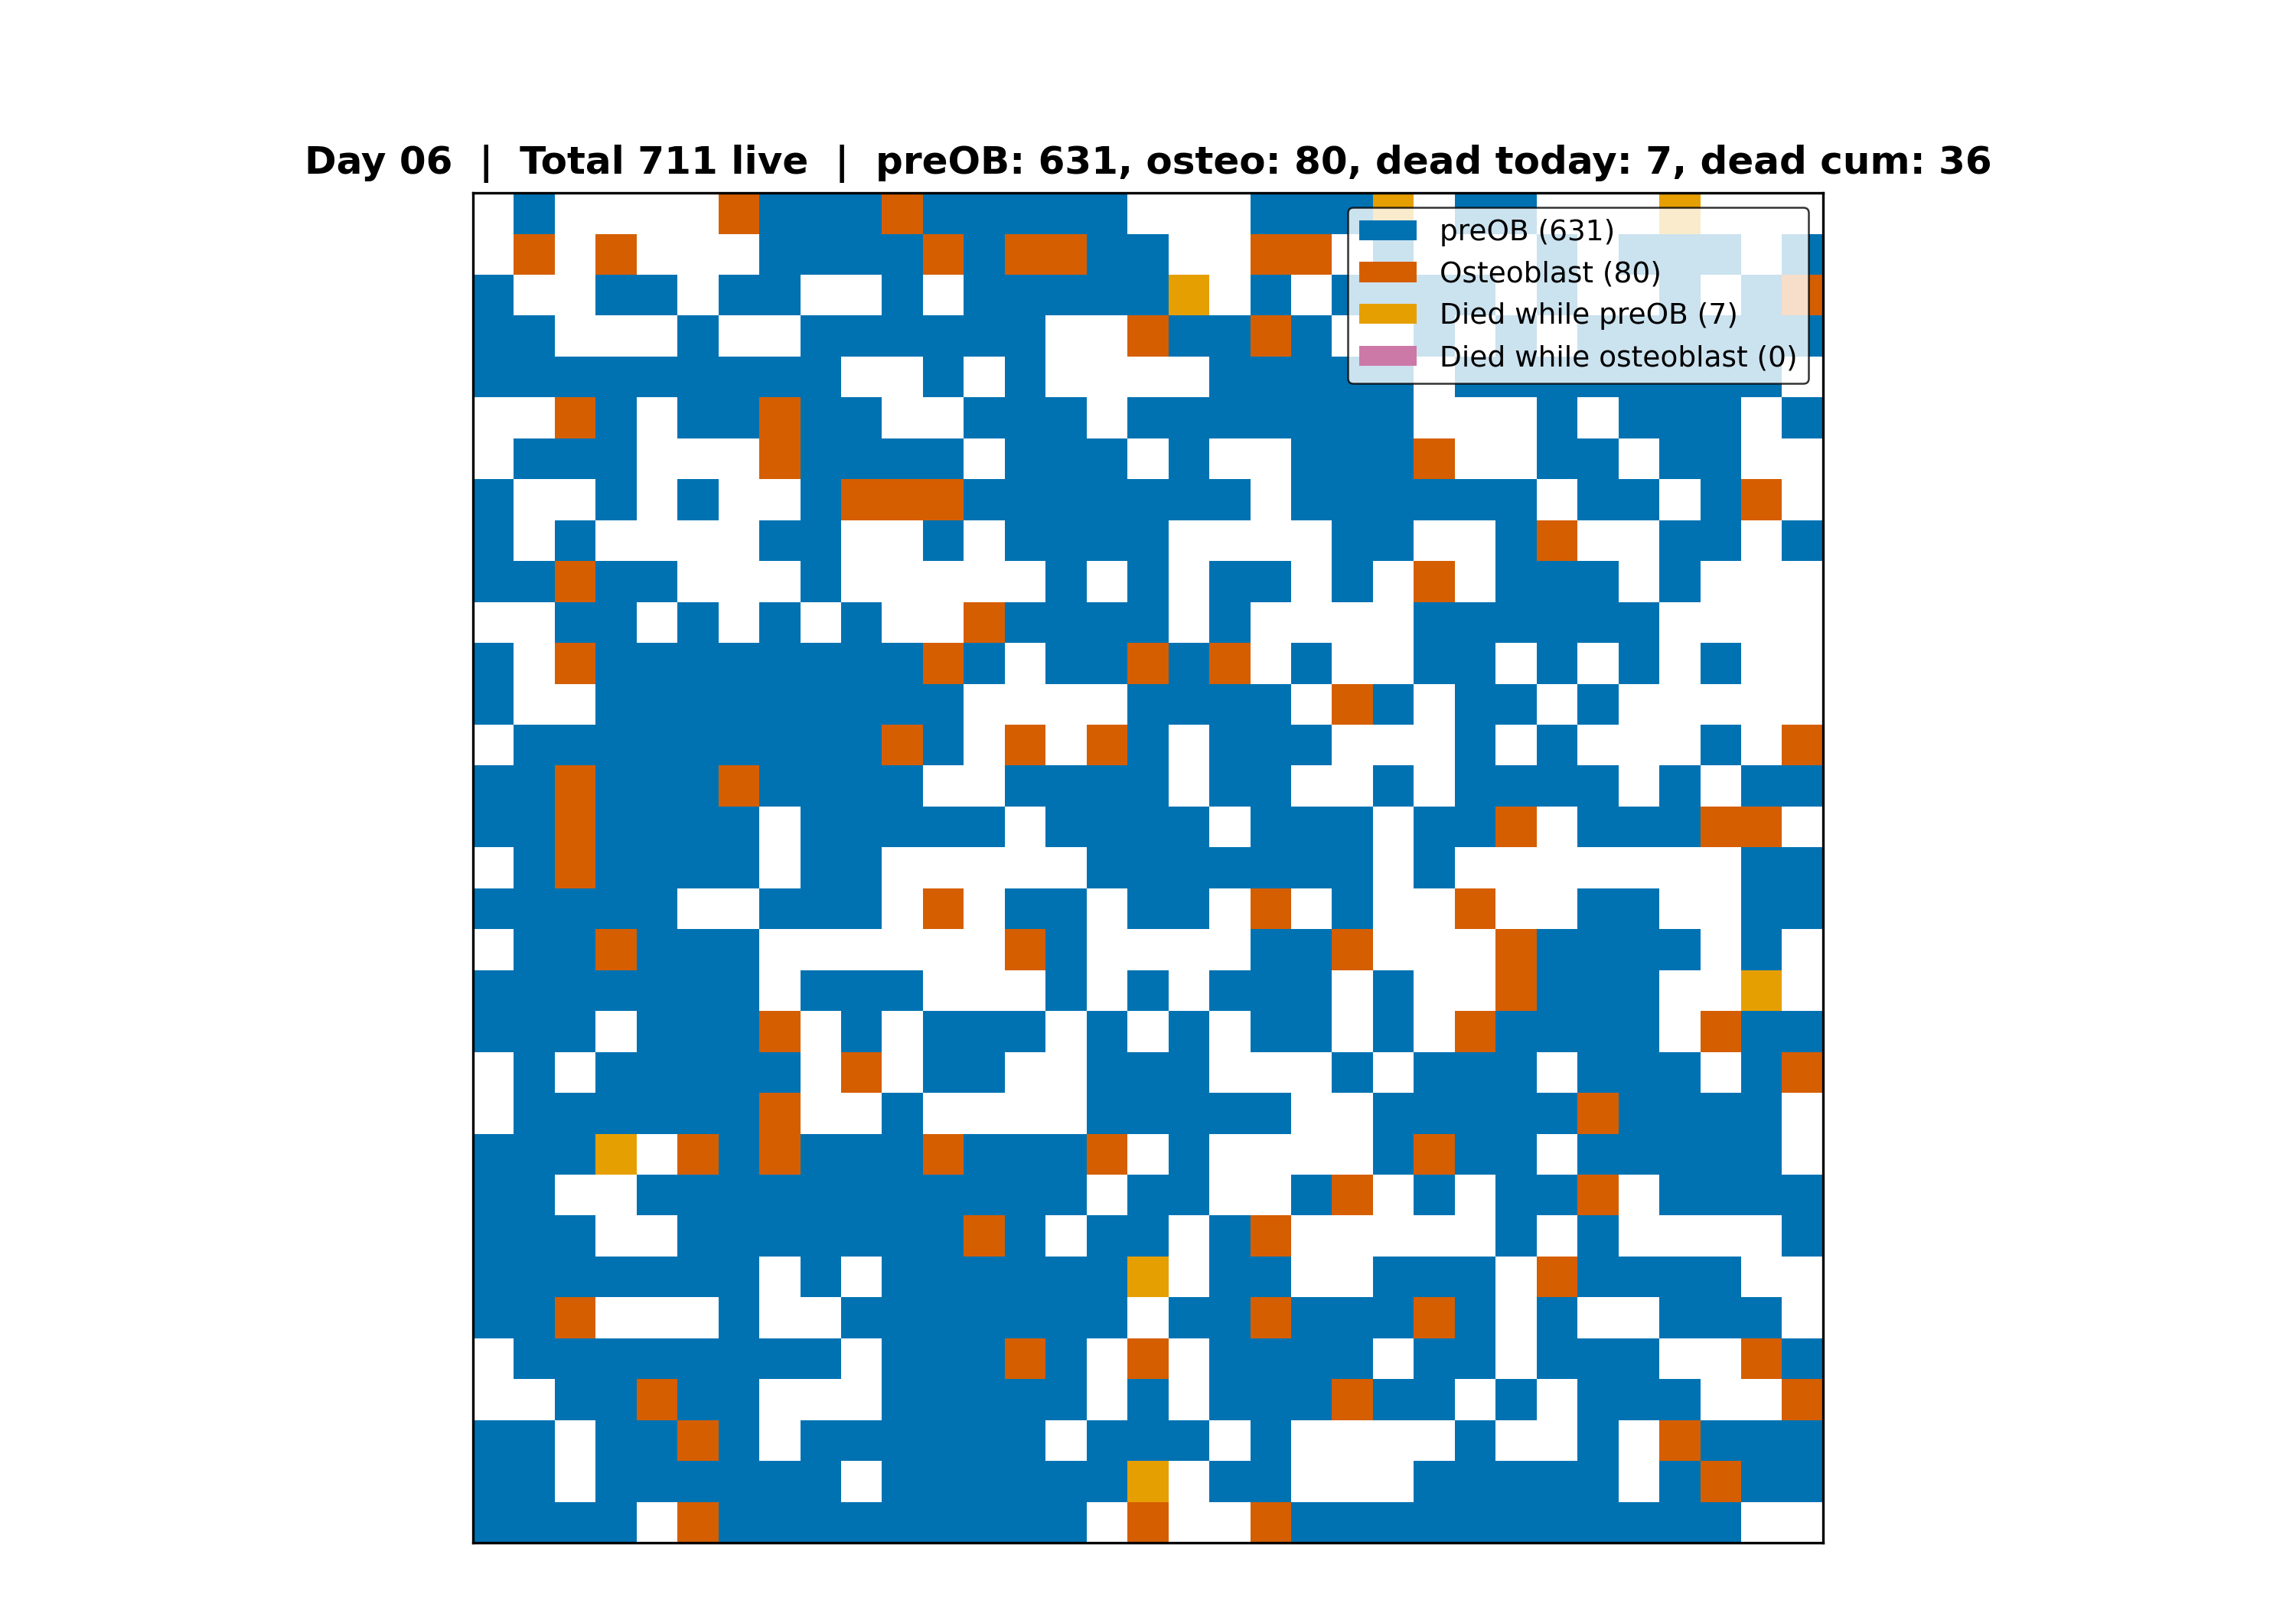 Day 06 | Total 711 live | preOB: 631, osteo: 80, dead today: 7, dead cum: 36
preOB (631)
Osteoblast (80)
Died while preOB (7)
Died while osteoblast (0)